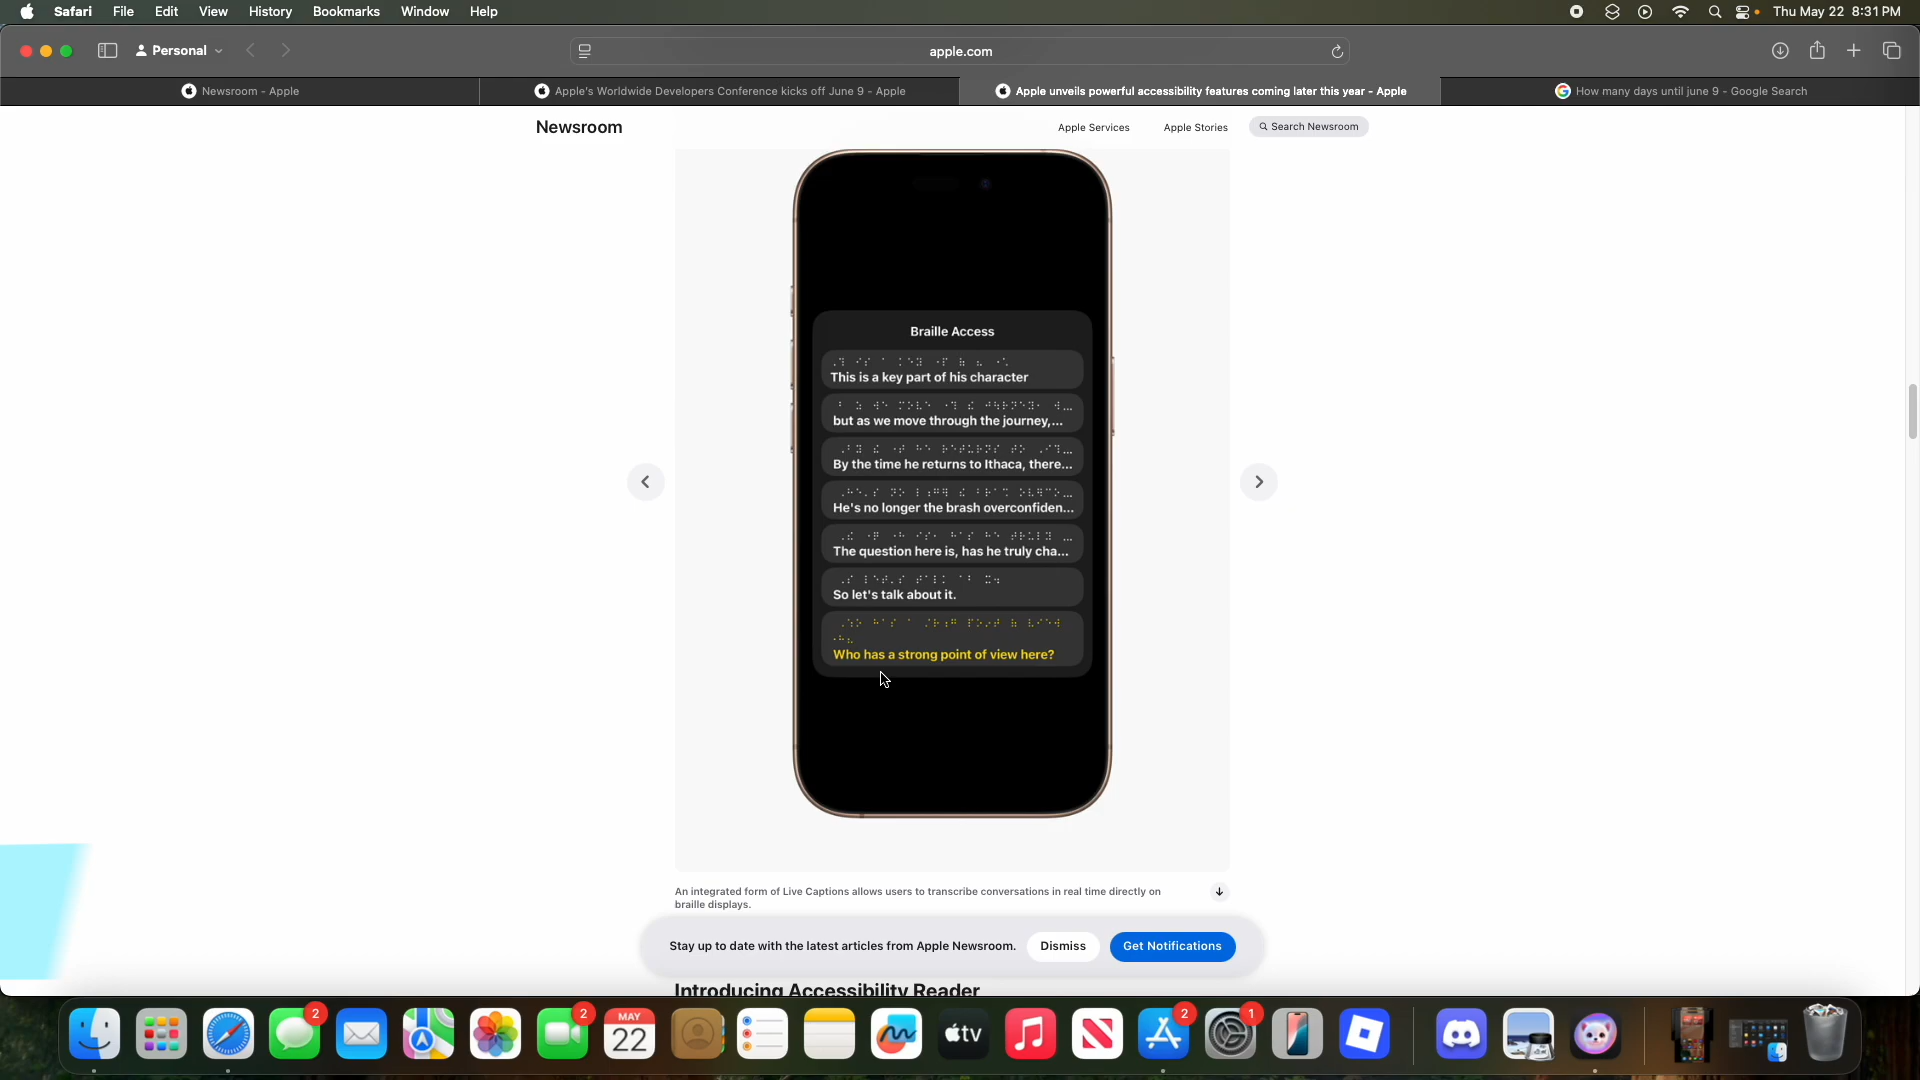 Safari File Edit View History Bookmarks Window Help Thu May 22 8:31 PM
Personal apple.com
Newsroom - Apple
Apple's Worldwide Developers Conference kicks off June 9 - Apple
Apple unveils powerful accessibility features coming later this year - Apple
How many days until june 9 - Google Search
Newsroom Apple Services Apple Stories Search Newsroom
Braille Access
This is a key part of his character
but as we move through the journey,...
By the time he returns to Ithaca, there...
He's no longer the brash overconfiden...
The question here is, has he truly cha...
So let's talk about it.
Who has a strong point of view here?
An integrated form of Live Captions allows users to transcribe conversations in real time directly on
braille displays.
Stay up to date with the latest articles from Apple Newsroom. Dismiss Get Notifications
Introducing Accessibility Reader
2 2 MAY 22 tv 2 1